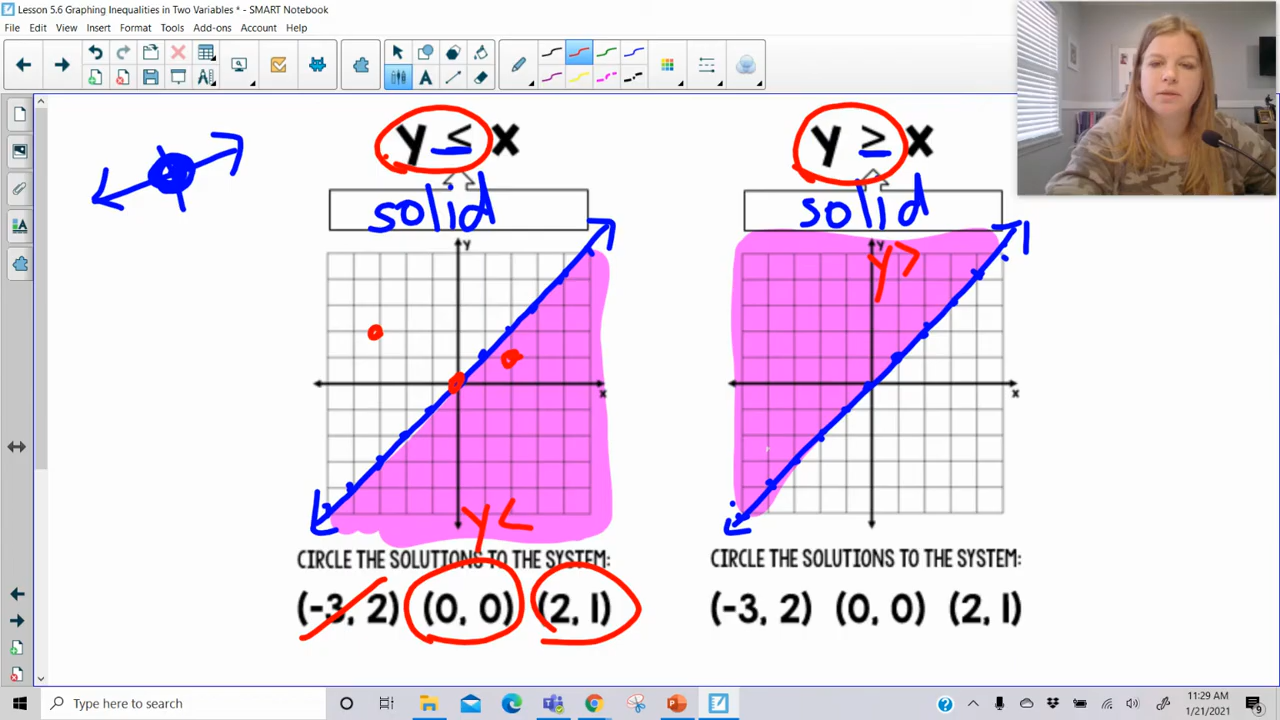 Lesson 5.6 Graphing Inequalities in Two Variables * - SMART Notebook
File Edit View Insert Format Tools Add-ons Account Help
y ≤ x
solid
y
x
y <
CIRCLE THE SOLUTIONS TO THE SYSTEM:
(-3, 2) (0, 0) (2, 1)
y ≥ x
solid
y
y >
x
CIRCLE THE SOLUTIONS TO THE SYSTEM:
(-3, 2) (0, 0) (2, 1)
Type here to search
11:29 AM
1/21/2021